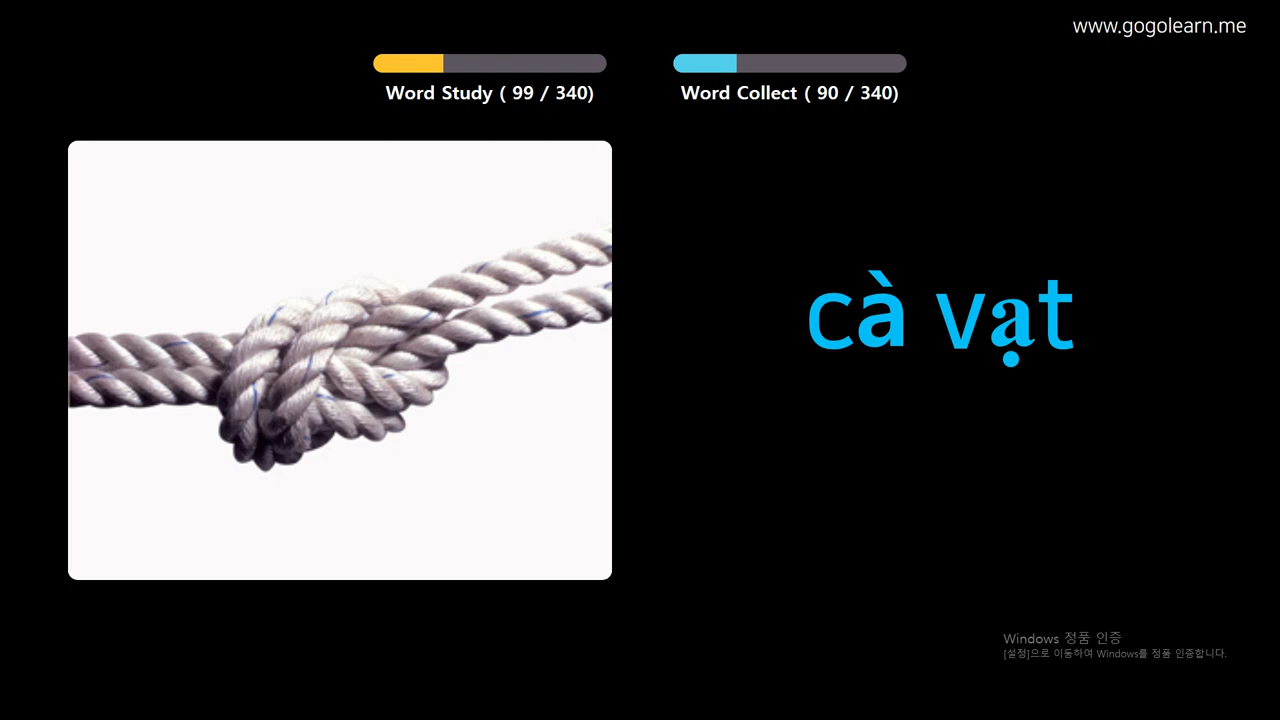 www.gogolearn.me
Word Study ( 99 / 340)
Word Collect ( 90 / 340)
cà vạt
Windows 정품 인증
[설정]으로 이동하여 Windows를 정품 인증합니다.